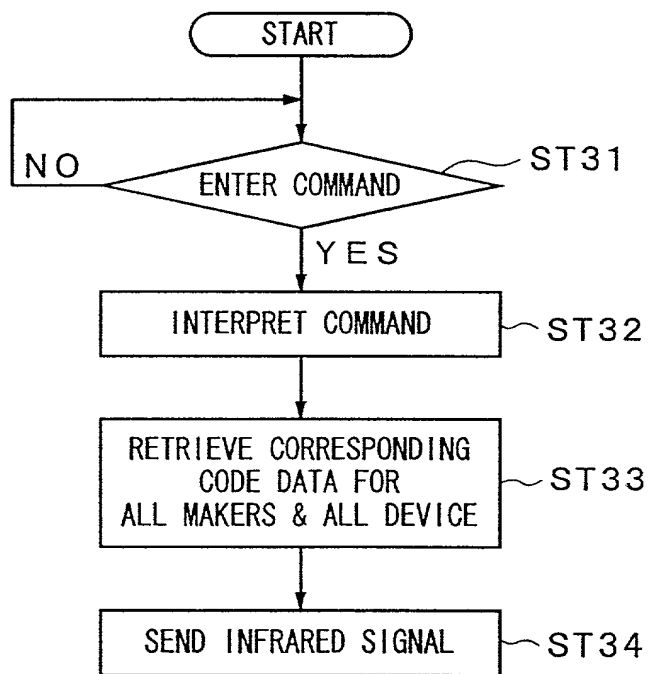 START
NO
ENTER COMMAND
ST31
YES
INTERPRET COMMAND
ST32
RETRIEVE CORRESPONDING
CODE DATA FOR
ALL MAKERS & ALL DEVICE
ST33
SEND INFRARED SIGNAL
ST34